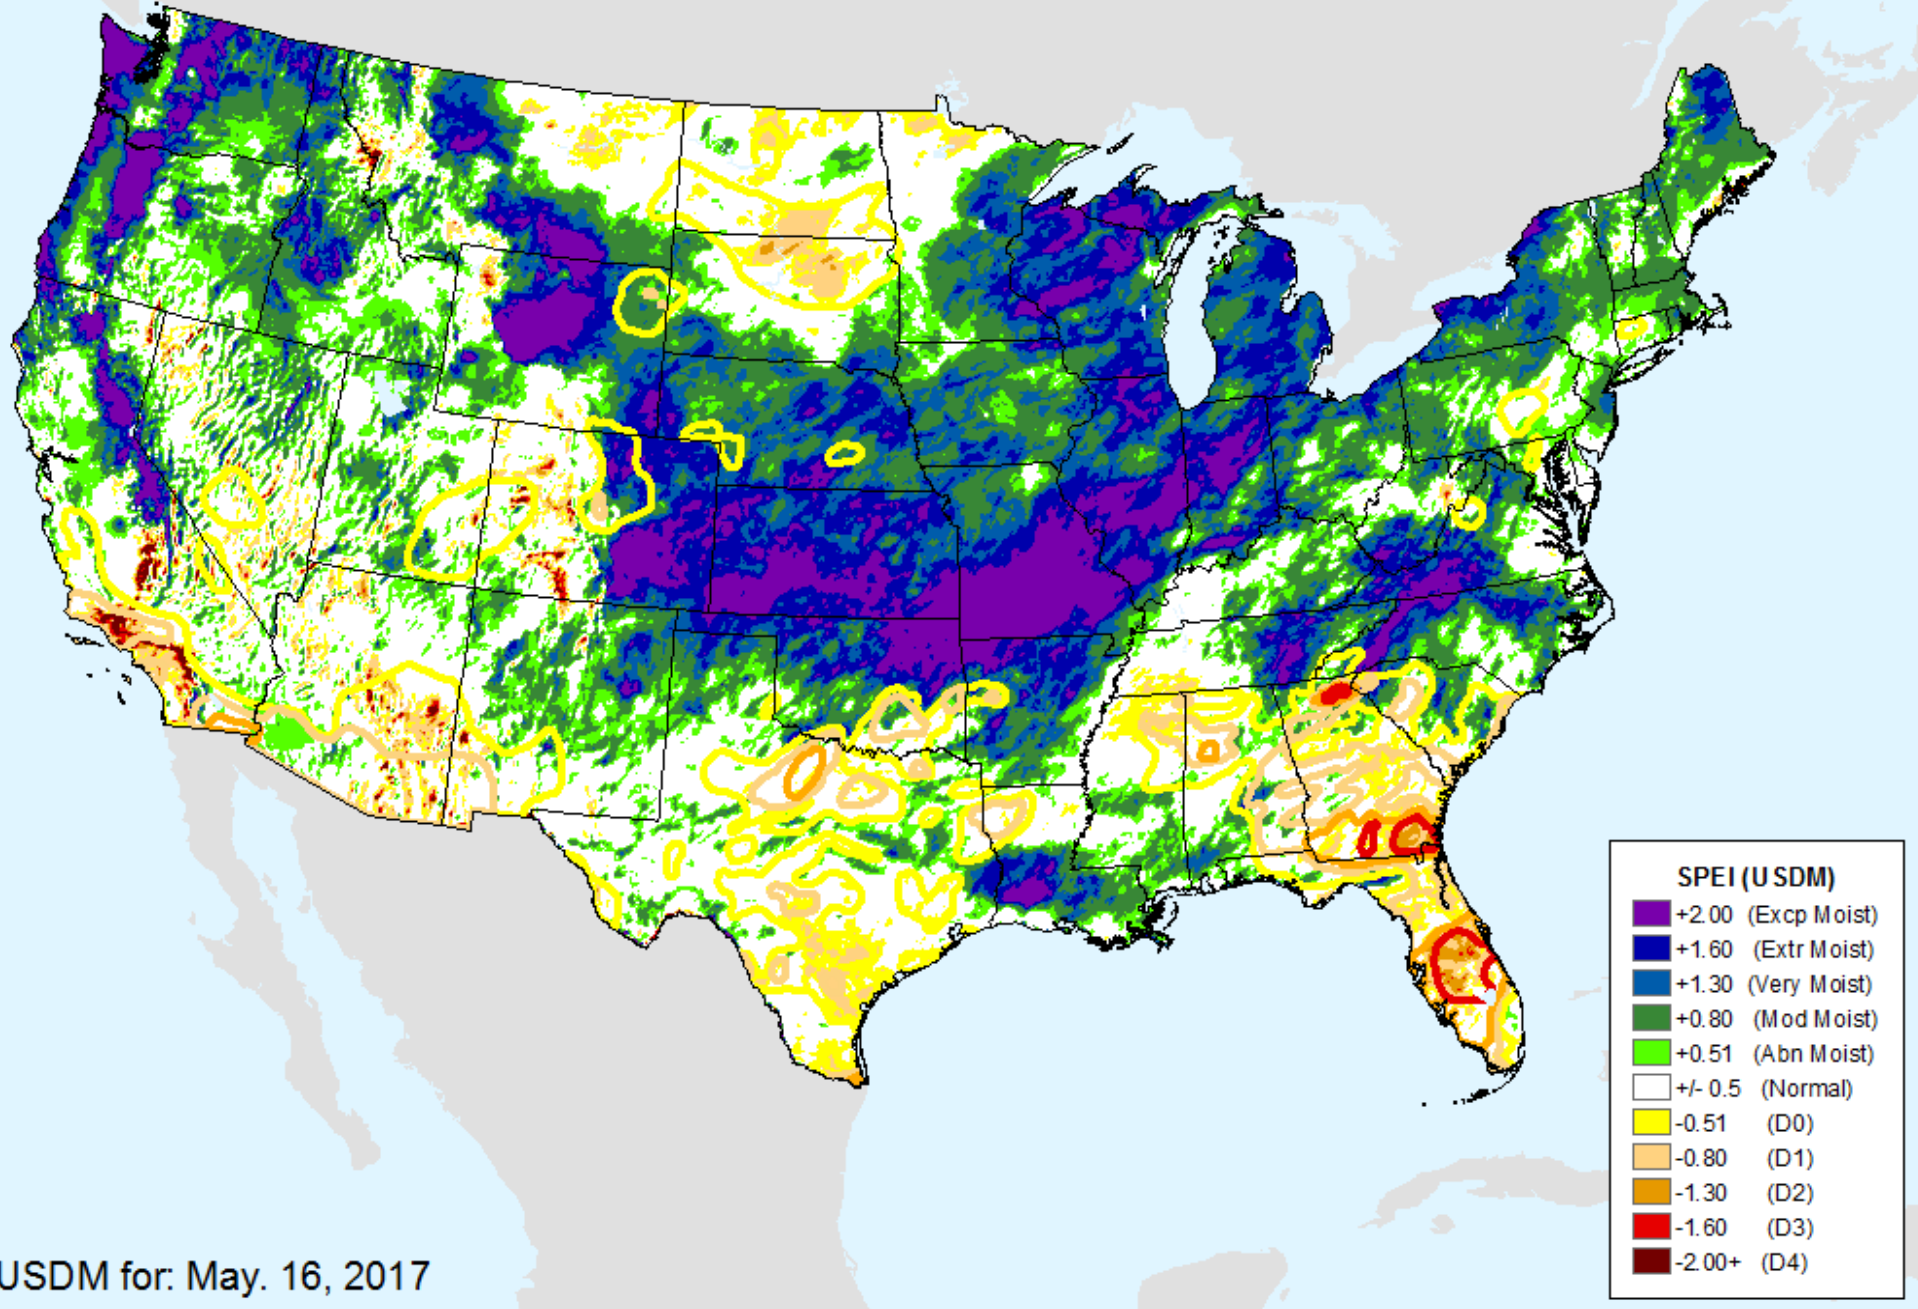 SPEI (USDM)
+2.00 (Excp Moist)
+1.60 (Extr Moist)
+1.30 (Very Moist)
+0.80 (Mod Moist)
+0.51 (Abn Moist)
+/- 0.5 (Normal)
-0.51 (D0)
-0.80 (D1)
-1.30 (D2)
-1.60 (D3)
-2.00+ (D4)
USDM for: May. 16, 2017